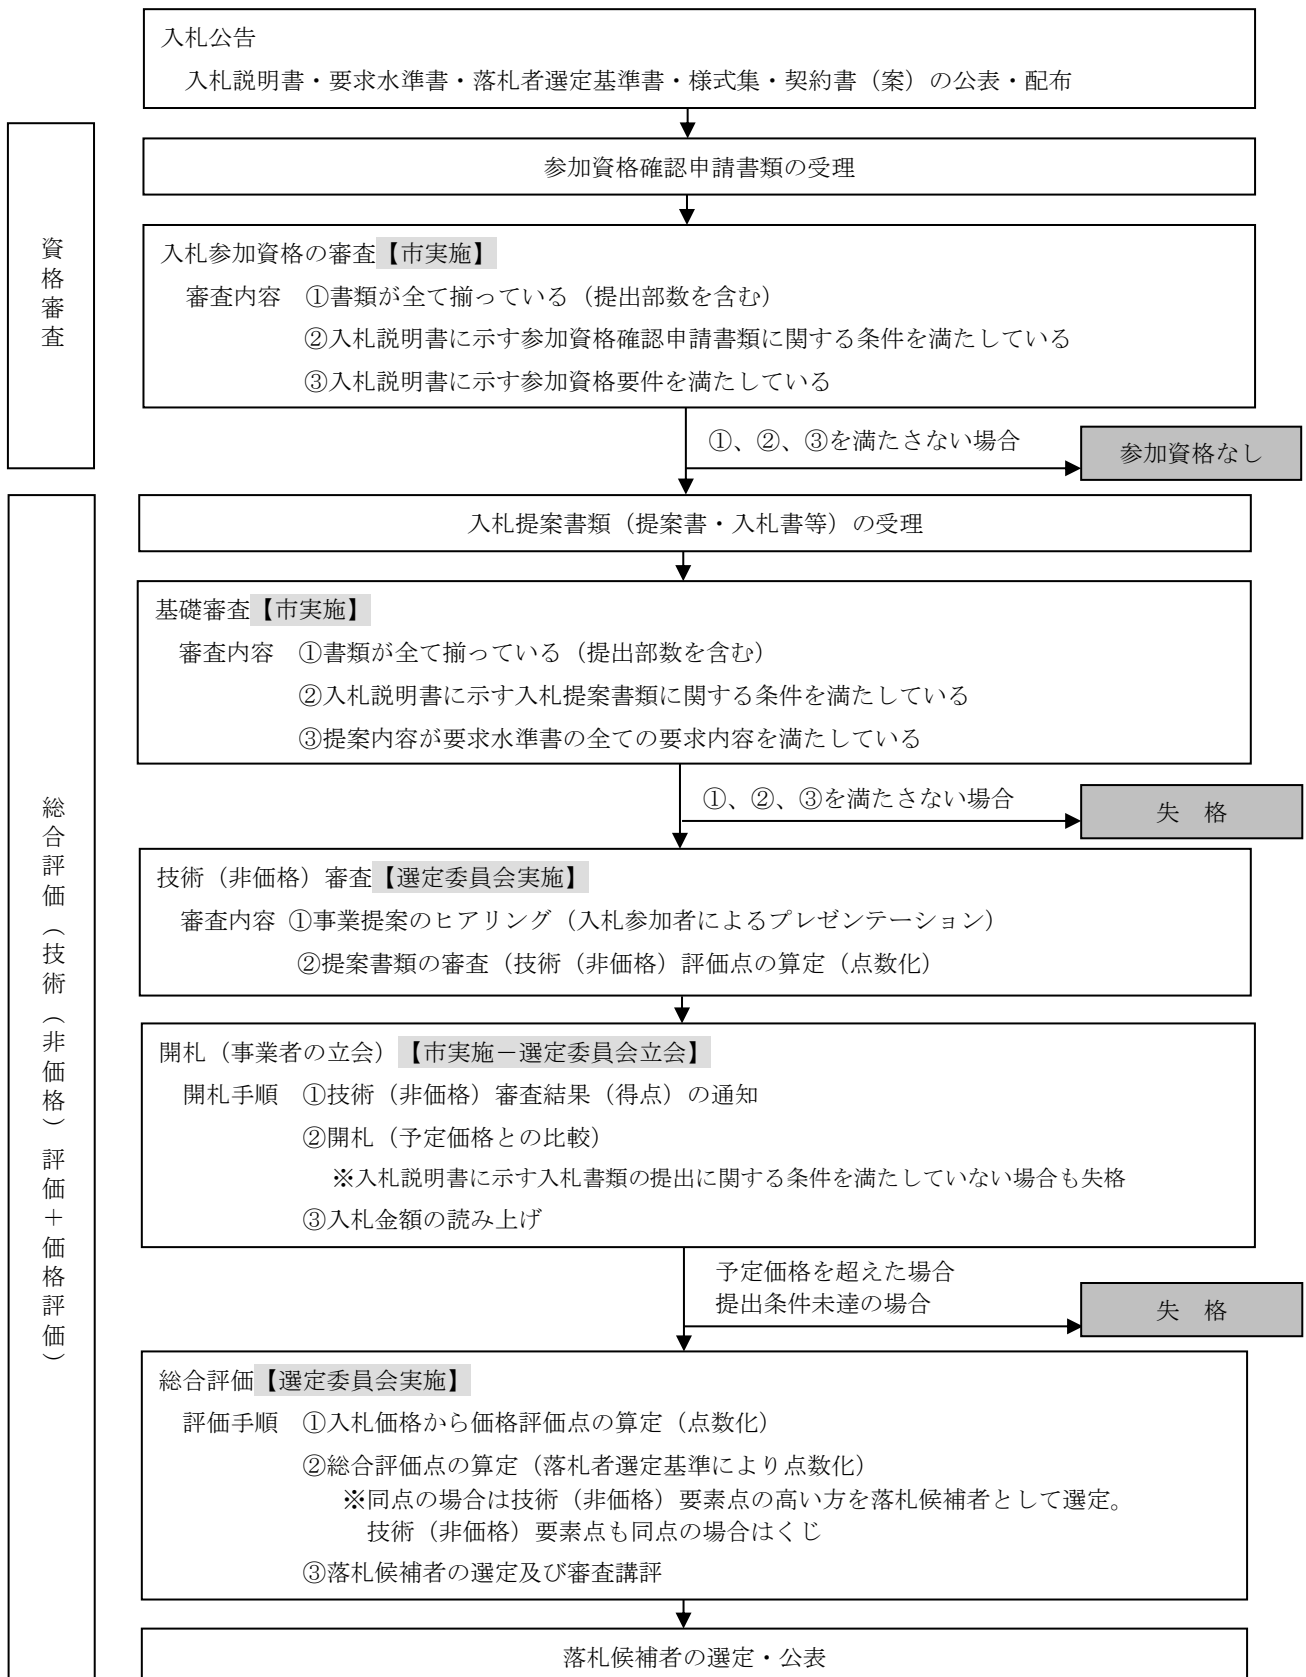 入札公告
入札説明書・要求水準書・落札者選定基準書・様式集・契約書（案）の公表・配布
資格審査
参加資格確認申請書類の受理
入札参加資格の審査【市実施】
審査内容　①書類が全て揃っている（提出部数を含む）
②入札説明書に示す参加資格確認申請書類に関する条件を満たしている
③入札説明書に示す参加資格要件を満たしている
①、②、③を満たさない場合
参加資格なし
総合評価（技術（非価格）評価＋価格評価）
入札提案書類（提案書・入札書等）の受理
基礎審査【市実施】
審査内容　①書類が全て揃っている（提出部数を含む）
②入札説明書に示す入札提案書類に関する条件を満たしている
③提案内容が要求水準書の全ての要求内容を満たしている
①、②、③を満たさない場合
失　格
技術（非価格）審査【選定委員会実施】
審査内容 ①事業提案のヒアリング（入札参加者によるプレゼンテーション）
②提案書類の審査（技術（非価格）評価点の算定（点数化）
開札（事業者の立会）【市実施－選定委員会立会】
開札手順　①技術（非価格）審査結果（得点）の通知
②開札（予定価格との比較）
※入札説明書に示す入札書類の提出に関する条件を満たしていない場合も失格
③入札金額の読み上げ
予定価格を超えた場合
提出条件未達の場合
失　格
総合評価【選定委員会実施】
評価手順　①入札価格から価格評価点の算定（点数化）
②総合評価点の算定（落札者選定基準により点数化）
※同点の場合は技術（非価格）要素点の高い方を落札候補者として選定。
技術（非価格）要素点も同点の場合はくじ
③落札候補者の選定及び審査講評
落札候補者の選定・公表